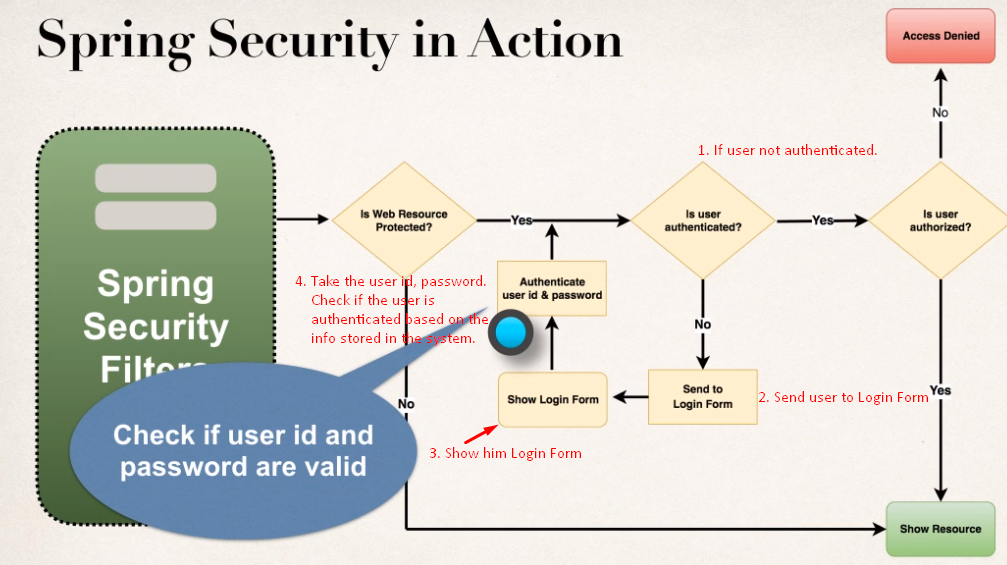 Spring Security in Action
Access Denied
No
1. If user not authenticated.
Is Web Resource
Protected?
Yes
Is user
authenticated?
Yes
Is user
authorized?
Spring
Security
Filters
4. Take the user id, password.
Check if the user is
authenticated based on the
info stored in the system.
Authenticate
user id & password
No
No
Show Login Form
Send to
Login Form
2. Send user to Login Form
Yes
3. Show him Login Form
Check if user id and
password are valid
Show Resource